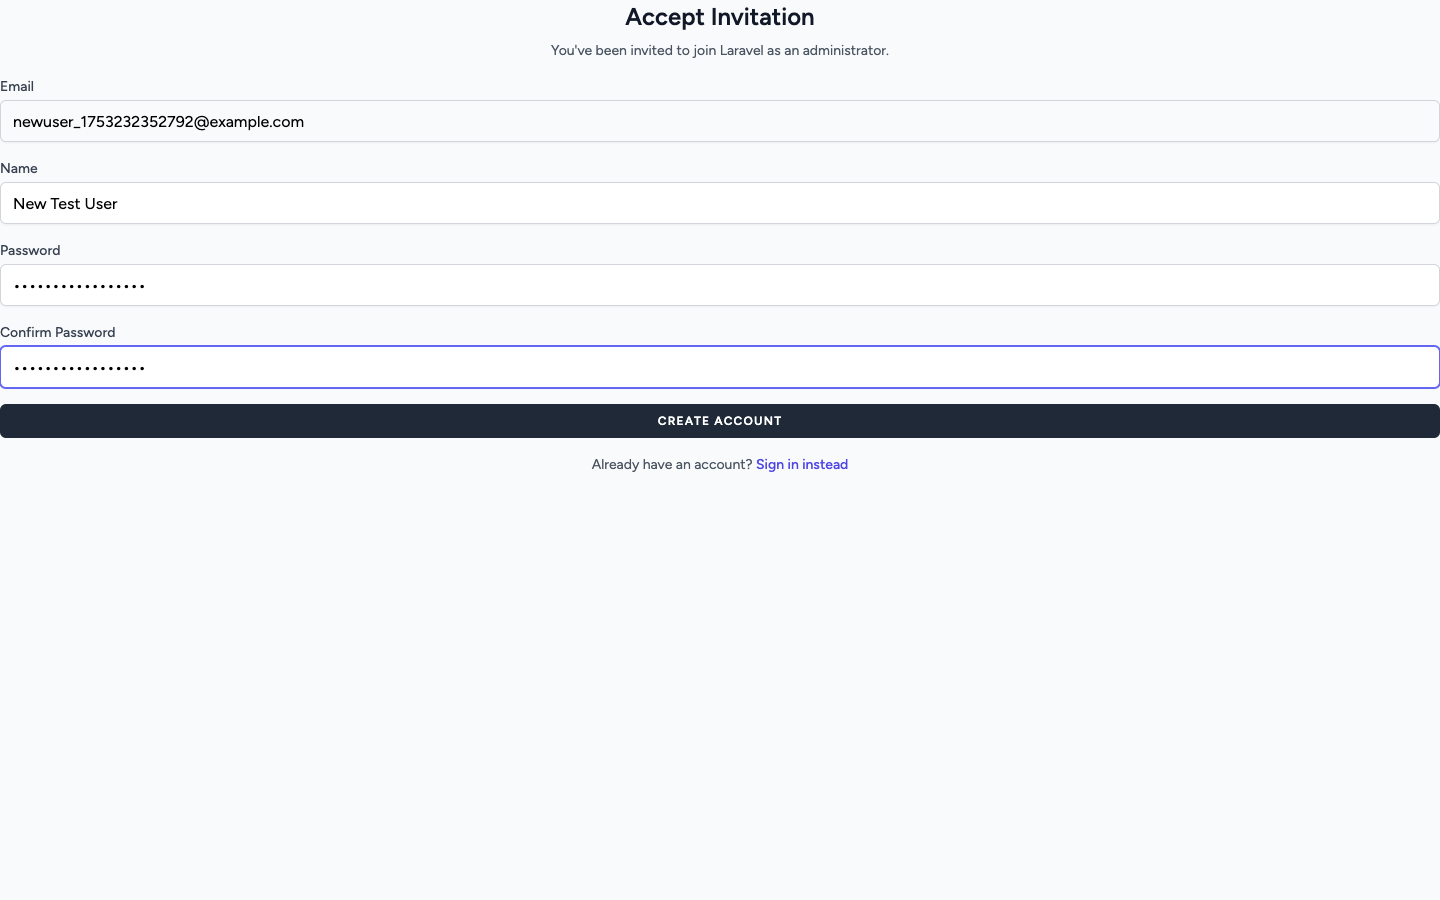 Accept Invitation
You've been invited to join Laravel as an administrator.
Email
newuser_1753232352792@example.com
Name
New Test User
Password
•••••••••••••••••
Confirm Password
•••••••••••••••••
CREATE ACCOUNT
Already have an account? Sign in instead